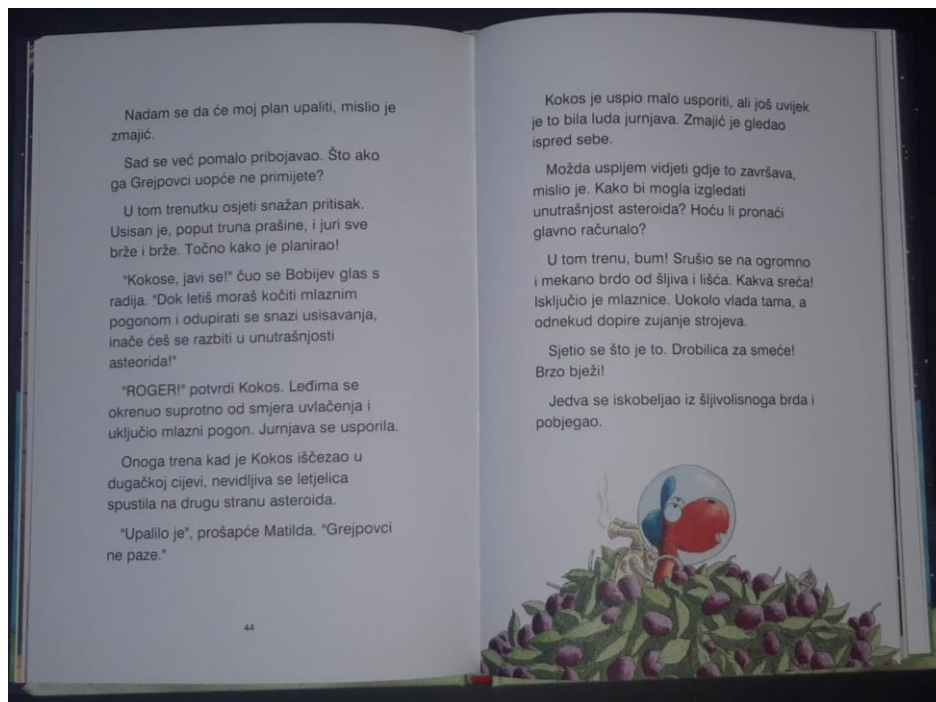 Nadam se da će moj plan upaliti, mislio je
zmajić.
Sad se već pomalo pribojavao. Što ako
ga Grejpovci uopće ne primijete?
U tom trenutku osjeti snažan pritisak.
Usisan je, poput truna prašine, i juri sve
brže i brže. Točno kako je planirao!
"Kokose, javi se!" čuo se Bobijev glas s
radija. "Dok letiš moraš kočiti mlaznim
pogonom i odupirati se snazi usisavanja,
inače ćeš se razbiti u unutrašnjosti
asteorida!"
"ROGER!" potvrdi Kokos. Leđima se
okrenuo suprotno od smjera uvlačenja i
uključio mlazni pogon. Jurnjava se usporila.
Onoga trena kad je Kokos iščezao u
dugačkoj cijevi, nevidljiva se letjelica
spustila na drugu stranu asteroida.
"Upalilo je", prošapće Matilda. "Grejpovci
ne paze."
44
Kokos je uspio malo usporiti, ali još uvijek
je to bila luda jurnjava. Zmajić je gledao
ispred sebe.
Možda uspijem vidjeti gdje to završava,
mislio je. Kako bi mogla izgledati
unutrašnjost asteroida? Hoću li pronaći
glavno računalo?
U tom trenu, bum! Srušio se na ogromno
i mekano brdo od šljiva i lišća. Kakva sreća!
Isključio je mlaznice. Uokolo vlada tama, a
odnekud dopire zujanje strojeva.
Sjetio se što je to. Drobilica za smeće!
Brzo bježi!
Jedva se iskobeljao iz šljivolisnoga brda i
pobjegao.